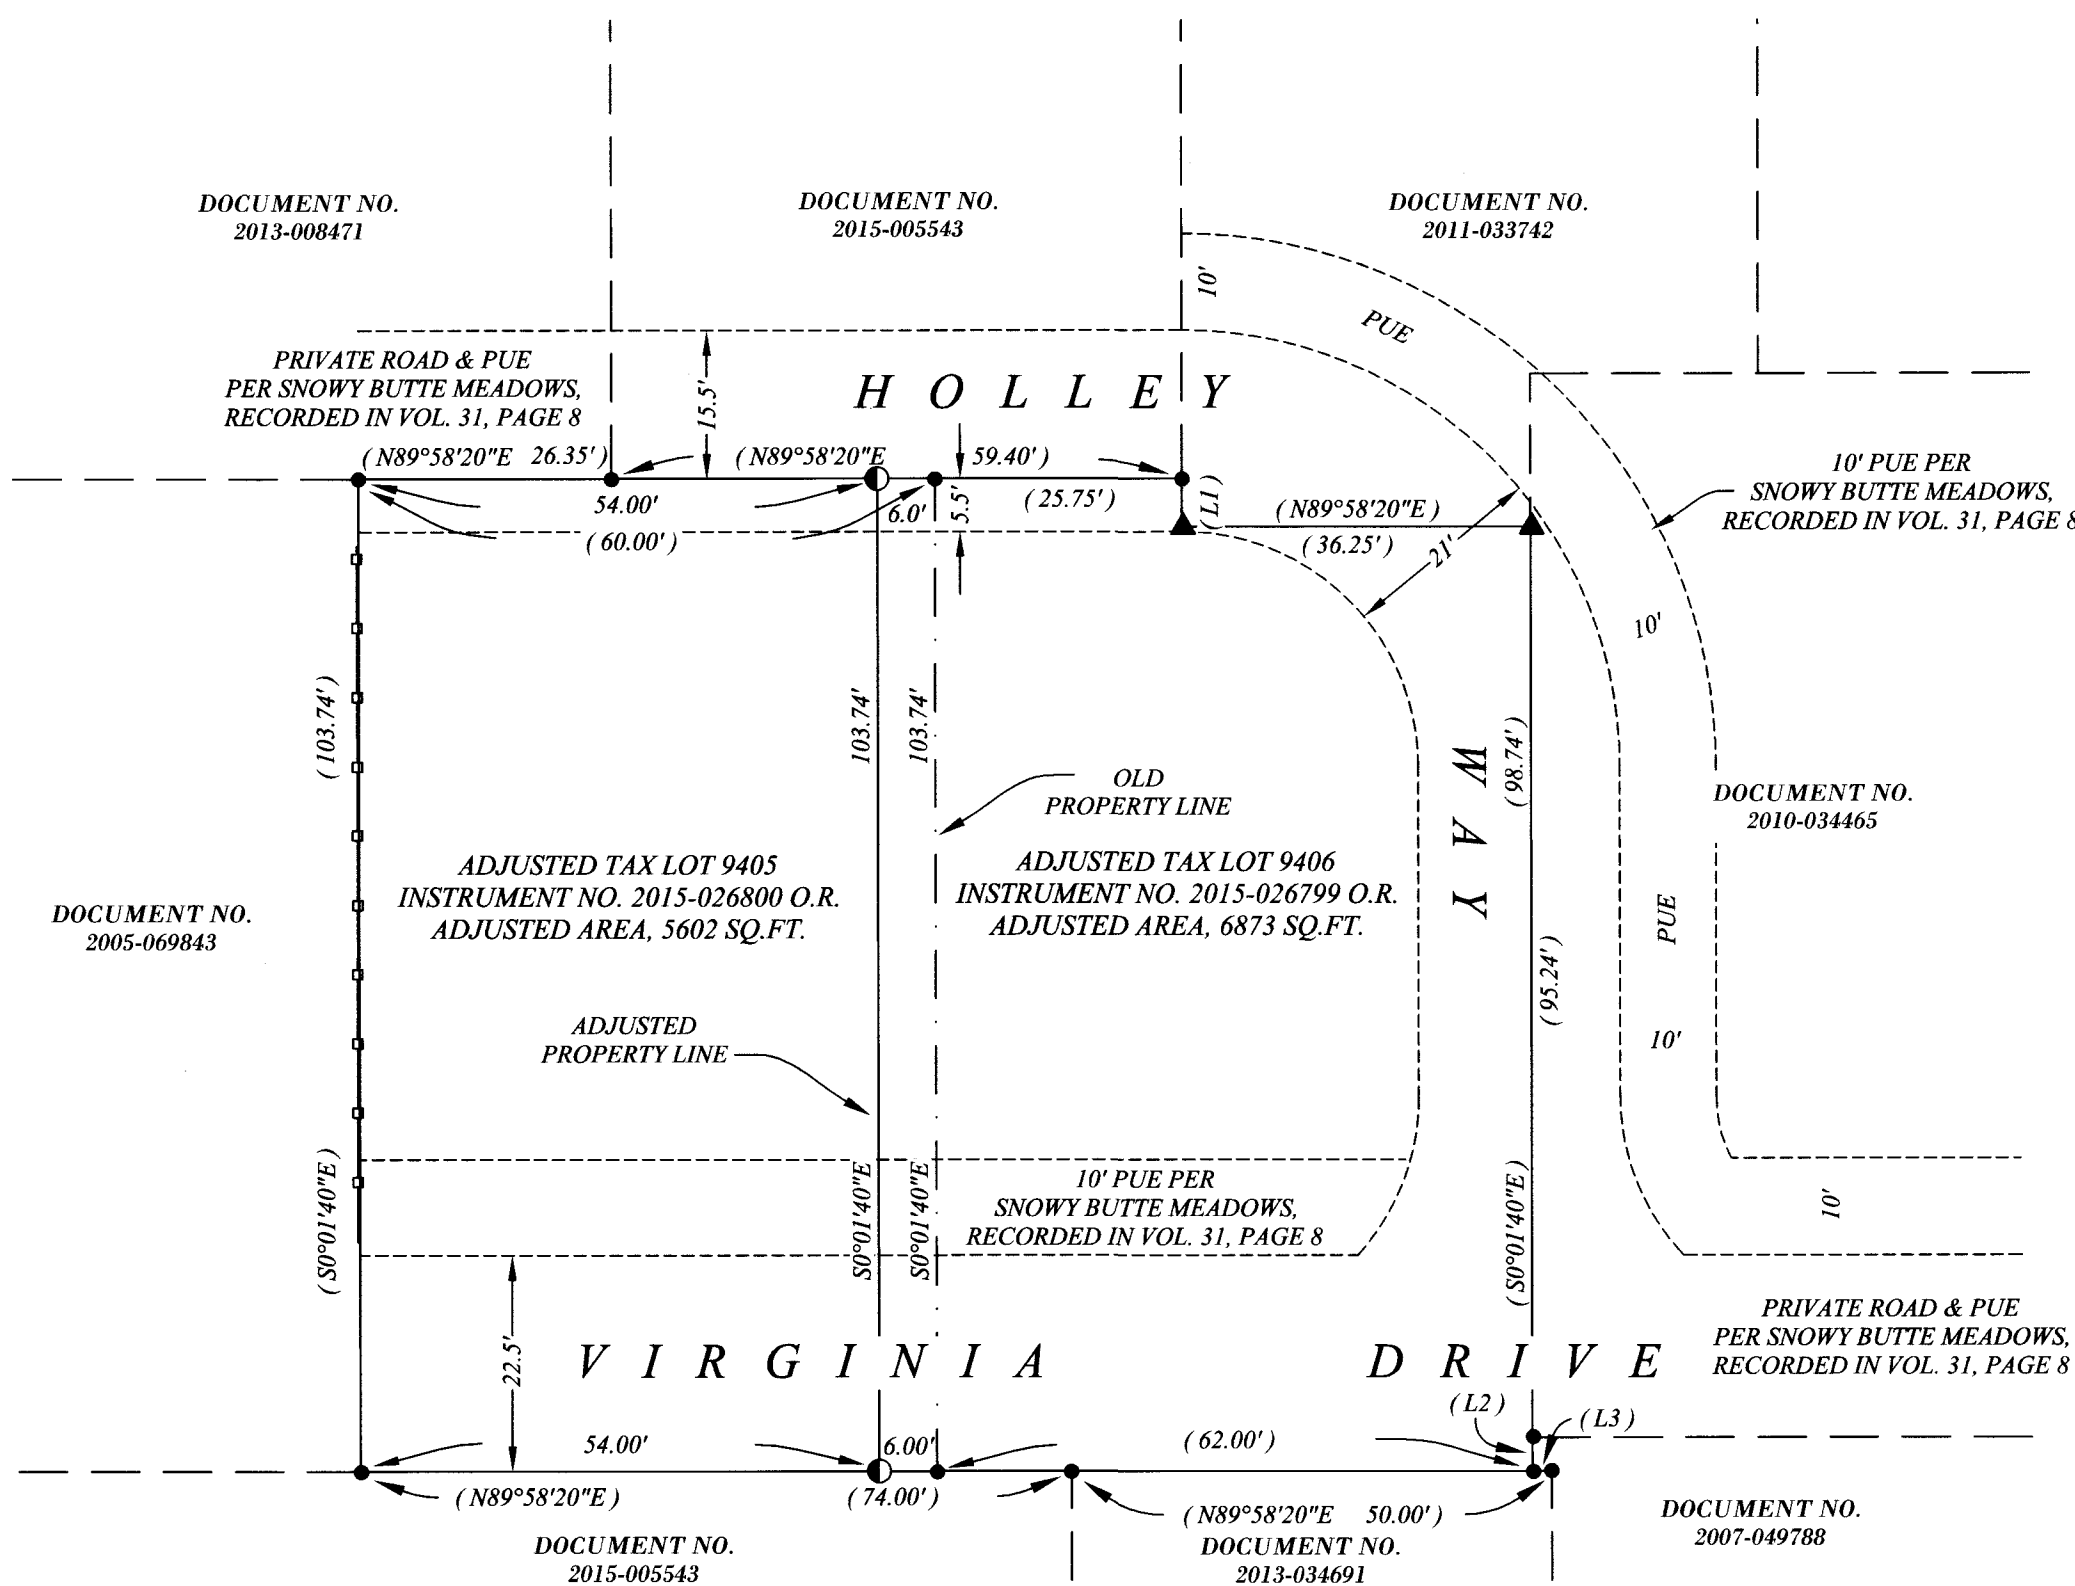 DOCUMENT NO.
2013-008471
DOCUMENT NO.
2015-005543
DOCUMENT NO.
2011-033742
10'
PUE
PRIVATE ROAD & PUE
PER SNOWY BUTTE MEADOWS,
RECORDED IN VOL. 31, PAGE 8
15.5'
HOLLEY
(N89°58'20"E 26.35')
(N89°58'20"E 59.40')
54.00'
6.0'
5.5'
(25.75')
(L1)
(N89°58'20"E)
(60.00')
(36.25')
21'
10' PUE PER
SNOWY BUTTE MEADOWS,
RECORDED IN VOL. 31, PAGE 8
10'
(103.74')
103.74'
103.74'
WAY
(98.74')
OLD
PROPERTY LINE
DOCUMENT NO.
2010-034465
ADJUSTED TAX LOT 9405
INSTRUMENT NO. 2015-026800 O.R.
ADJUSTED AREA, 5602 SQ.FT.
ADJUSTED TAX LOT 9406
INSTRUMENT NO. 2015-026799 O.R.
ADJUSTED AREA, 6873 SQ.FT.
DOCUMENT NO.
2005-069843
PUE
(95.24')
ADJUSTED
PROPERTY LINE
10'
(S0°01'40"E)
S0°01'40"E
S0°01'40"E
10' PUE PER
SNOWY BUTTE MEADOWS,
RECORDED IN VOL. 31, PAGE 8
(S0°01'40"E)
10'
22.5'
VIRGINIA DRIVE
PRIVATE ROAD & PUE
PER SNOWY BUTTE MEADOWS,
RECORDED IN VOL. 31, PAGE 8
(L2)
(L3)
54.00'
6.00'
(62.00')
(N89°58'20"E)
(74.00')
(N89°58'20"E 50.00')
DOCUMENT NO.
2007-049788
DOCUMENT NO.
2015-005543
DOCUMENT NO.
2013-034691